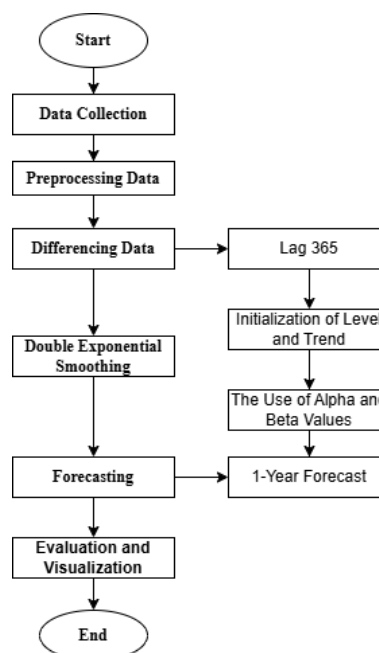 Start
Data Collection
Preprocessing Data
Differencing Data
Lag 365
Initialization of Level
and Trend
Double Exponential
Smoothing
The Use of Alpha and
Beta Values
Forecasting
1-Year Forecast
Evaluation and
Visualization
End